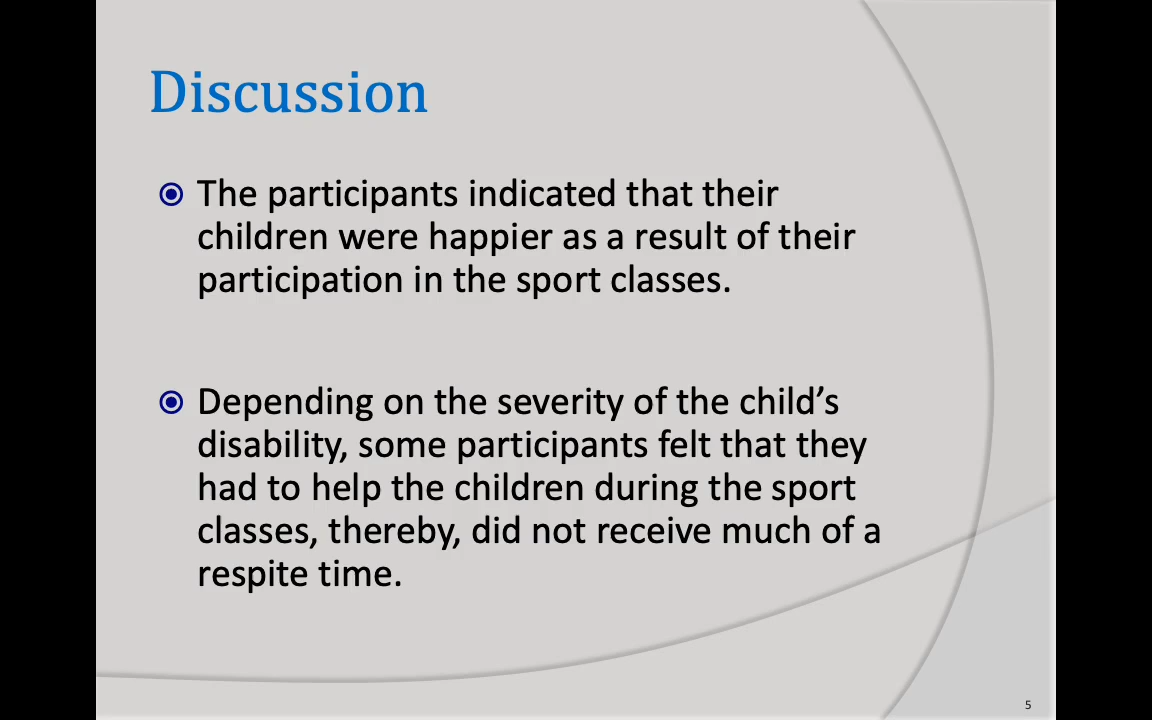 Discussion
The participants indicated that their
children were happier as a result of their
participation in the sport classes.
Depending on the severity of the child’s
disability, some participants felt that they
had to help the children during the sport
classes, thereby, did not receive much of a
respite time.
5